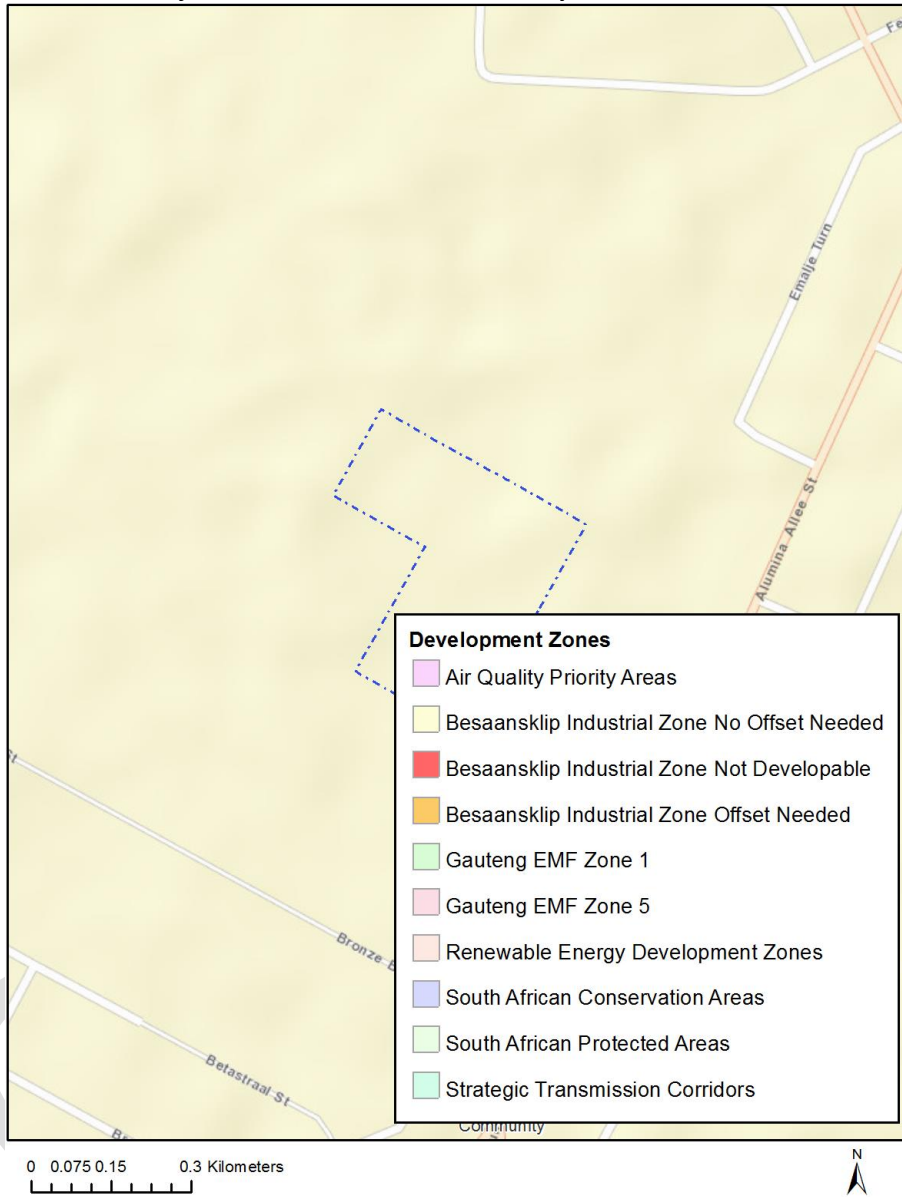 Emalje Turn
Alumina Allee St
Development Zones
Air Quality Priority Areas
Besaansklip Industrial Zone No Offset Needed
Besaansklip Industrial Zone Not Developable
Besaansklip Industrial Zone Offset Needed
Gauteng EMF Zone 1
Gauteng EMF Zone 5
Renewable Energy Development Zones
South African Conservation Areas
South African Protected Areas
Strategic Transmission Corridors
St
Bronze
Betastraal St
Community
0 0.075 0.15 0.3 Kilometers
N